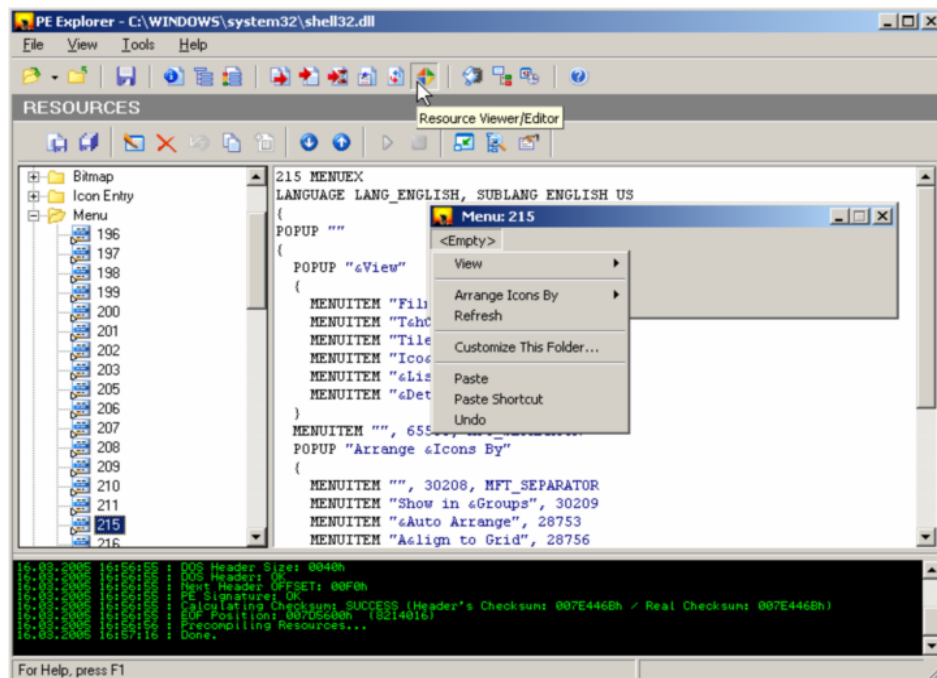 PE Explorer - C:\WINDOWS\system32\shell32.dll
File View Tools Help
RESOURCES
Resource Viewer/Editor
Bitmap
Icon Entry
Menu
196
197
198
199
200
201
202
203
205
206
207
208
209
210
211
215
216
215 MENUEX
LANGUAGE LANG_ENGLISH, SUBLANG ENGLISH US
{
POPUP ""
{
POPUP "&View"
{
MENUITEM "Fil
MENUITEM "T&h
MENUITEM "Tile
MENUITEM "Ico&
MENUITEM "&Lis
MENUITEM "&Det
}
MENUITEM "", 655
POPUP "Arrange &Icons By"
{
MENUITEM "", 30208, MFT_SEPARATOR
MENUITEM "Show in &Groups", 30209
MENUITEM "&Auto Arrange", 28753
MENUITEM "A&lign to Grid", 28756
Menu: 215
<Empty>
View
Arrange Icons By
Refresh
Customize This Folder...
Paste
Paste Shortcut
Undo
16.03.2005 16:56:55 : DOS Header Size: 0040h
16.03.2005 16:56:55 : DOS Header: OK
16.03.2005 16:56:55 : Next Header OFFSET: 00F0h
16.03.2005 16:56:55 : PE Signature: OK
16.03.2005 16:56:55 : Calculating Checksum: SUCCESS (Header's Checksum: 007E446Bh / Real Checksum: 007E446Bh)
16.03.2005 16:56:55 : EOF Position: 007D5600h (8214016)
16.03.2005 16:56:55 : Precompiling Resources...
16.03.2005 16:57:16 : Done.
For Help, press F1